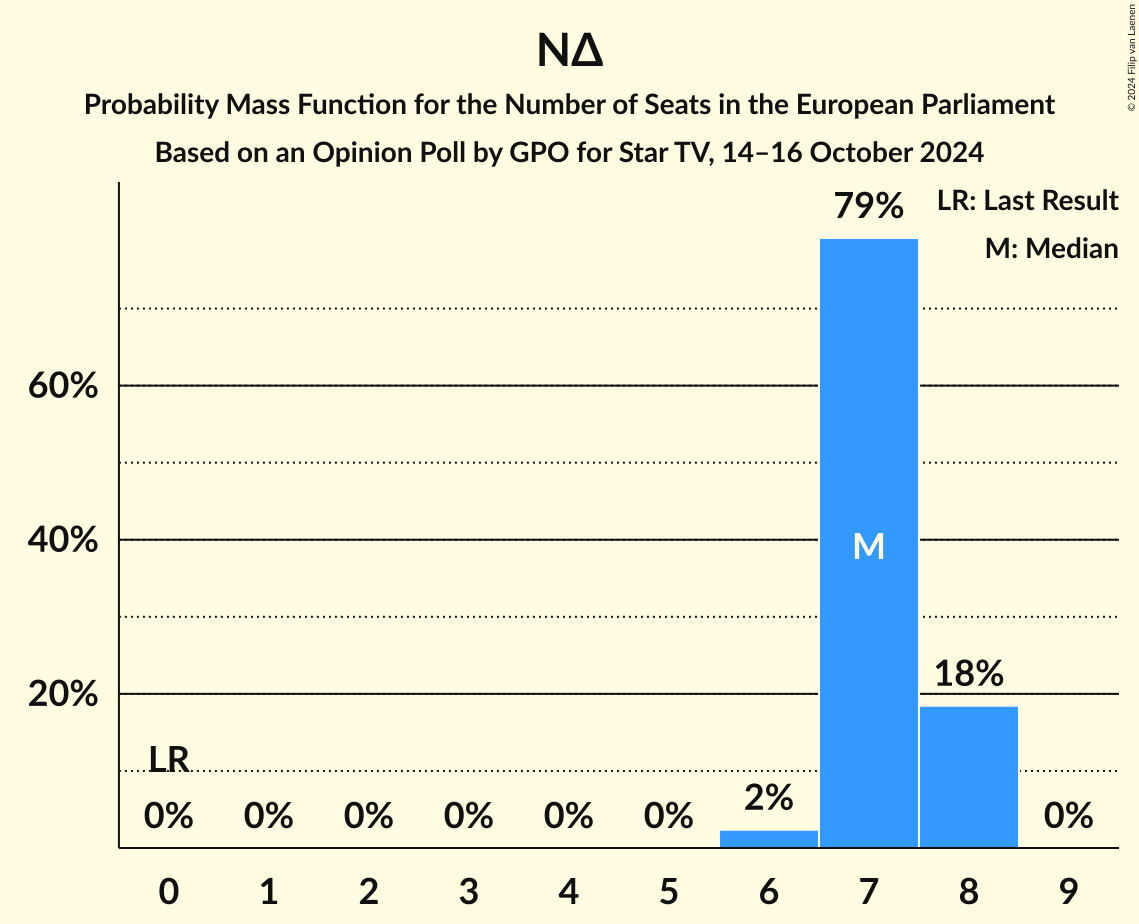 ΝΔ
Probability Mass Function for the Number of Seats in the European Parliament
Based on an Opinion Poll by GPO for Star TV, 14–16 October 2024
© 2024 Filip van Laenen
LR: Last Result
M: Median
79%
60%
40%
M
20%
18%
LR
2%
0% 0% 0% 0% 0% 0% 0%
0 1 2 3 4 5 6 7 8 9